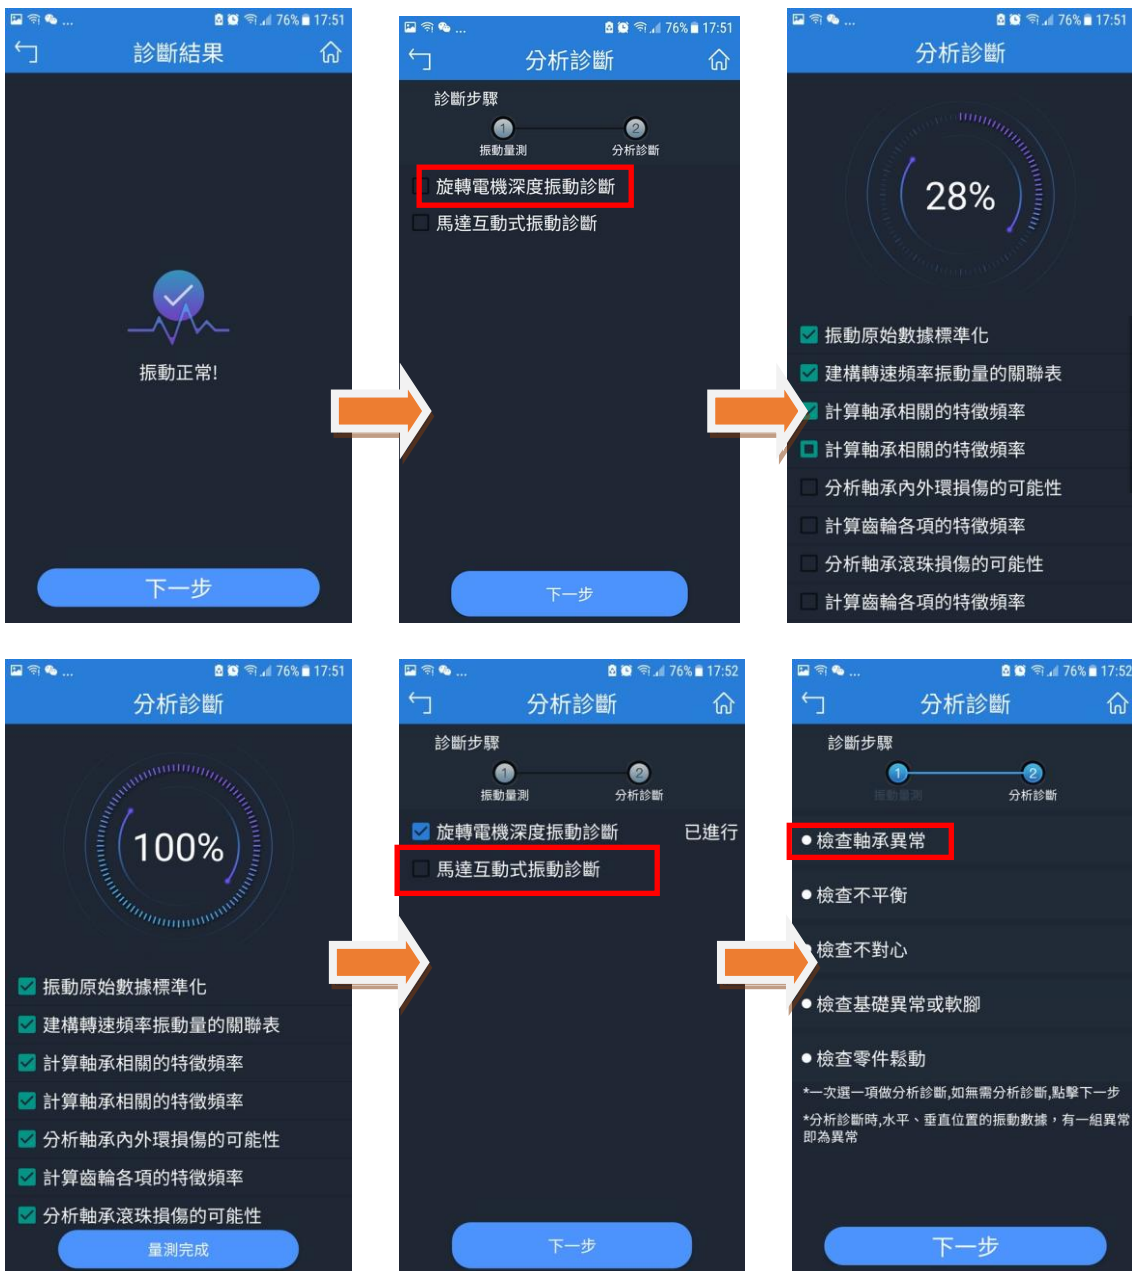 ... 76% 17:51
診斷結果
振動正常!
下一步
... 76% 17:51
分析診斷
診斷步驟
1 2
振動量測 分析診斷
旋轉電機深度振動診斷
馬達互動式振動診斷
下一步
... 76% 17:51
分析診斷
28%
振動原始數據標準化
建構轉速頻率振動量的關聯表
計算軸承相關的特徵頻率
計算軸承相關的特徵頻率
分析軸承內外環損傷的可能性
計算齒輪各項的特徵頻率
分析軸承滾珠損傷的可能性
計算齒輪各項的特徵頻率
... 76% 17:51
分析診斷
100%
振動原始數據標準化
建構轉速頻率振動量的關聯表
計算軸承相關的特徵頻率
計算軸承相關的特徵頻率
分析軸承內外環損傷的可能性
計算齒輪各項的特徵頻率
分析軸承滾珠損傷的可能性
量測完成
... 76% 17:52
分析診斷
診斷步驟
1 2
振動量測 分析診斷
旋轉電機深度振動診斷 已進行
馬達互動式振動診斷
下一步
... 76% 17:52
分析診斷
診斷步驟
1 2
振動量測 分析診斷
檢查軸承異常
檢查不平衡
檢查不對心
檢查基礎異常或軟腳
檢查零件鬆動
*一次選一項做分析診斷,如無需分析診斷,點擊下一步
*分析診斷時,水平、垂直位置的振動數據,有一組異常
即為異常
下一步